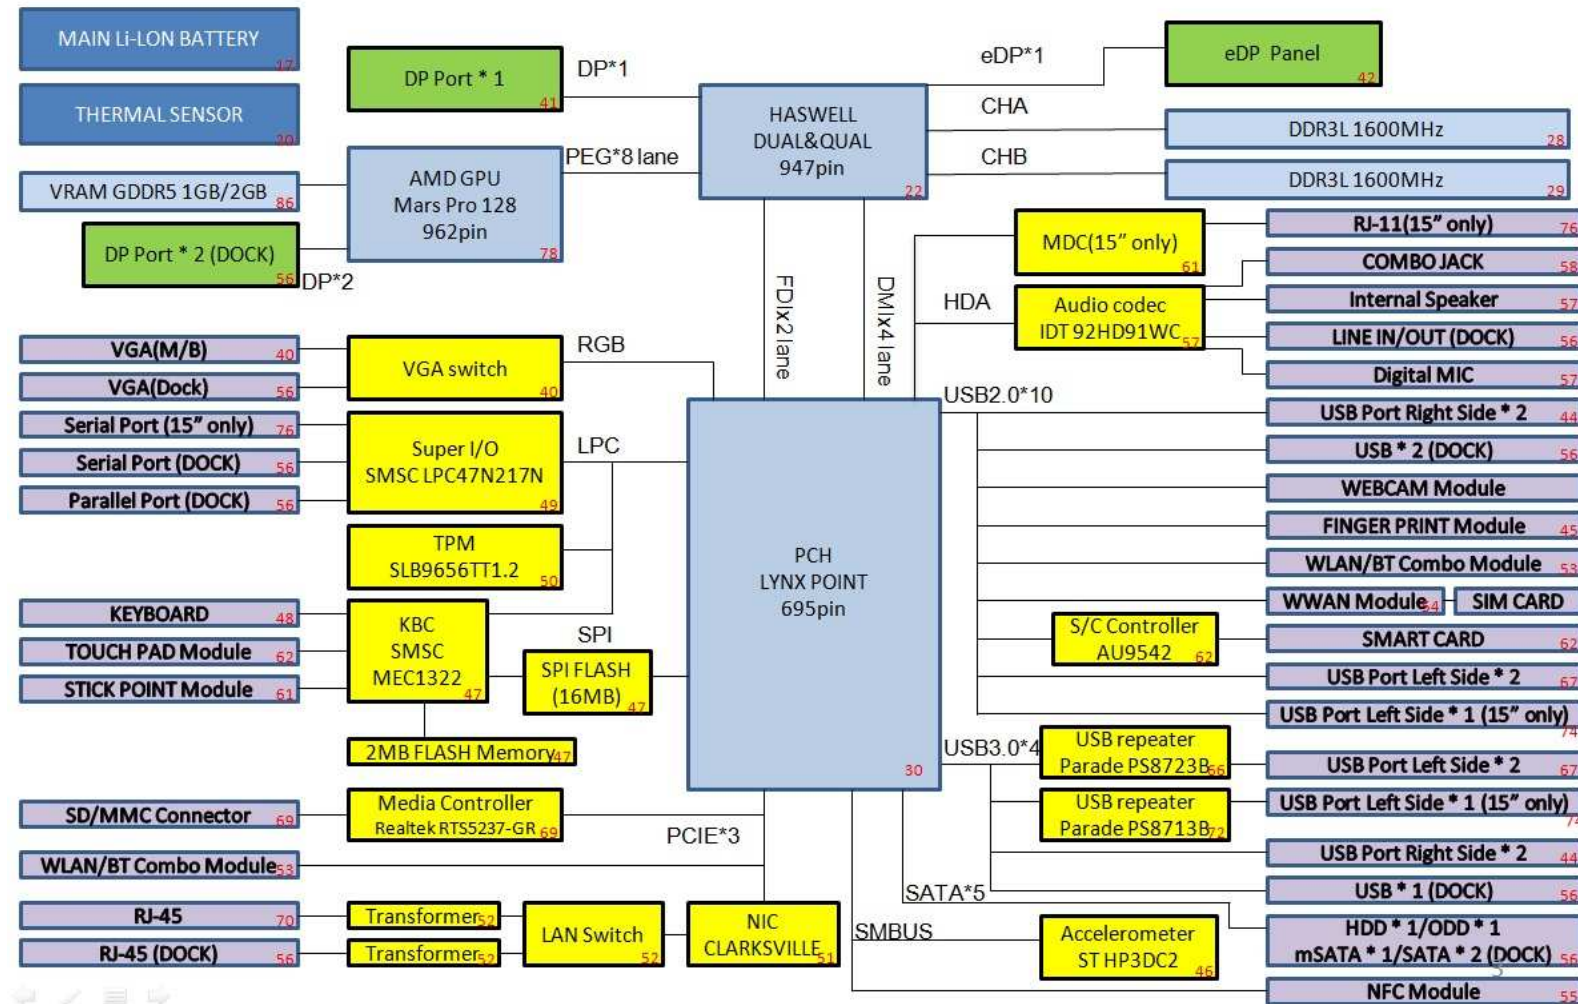 MAIN Li-LON BATTERY
17
THERMAL SENSOR
20
VRAM GDDR5 1GB/2GB
86
DP Port * 2 (DOCK)
56
DP*2
DP Port * 1
41
DP*1
AMD GPU
Mars Pro 128
962pin
78
PEG*8 lane
HASWELL
DUAL&QUAL
947pin
22
eDP*1
eDP Panel
42
CHA
DDR3L 1600MHz
28
CHB
DDR3L 1600MHz
29
FDIx2 lane
DMIx4 lane
HDA
MDC(15” only)
61
Audio codec
IDT 92HD91WC
57
RJ-11(15” only)
76
COMBO JACK
58
Internal Speaker
57
LINE IN/OUT (DOCK)
56
Digital MIC
57
VGA(M/B)
40
VGA(Dock)
56
VGA switch
40
RGB
Serial Port (15” only)
76
Serial Port (DOCK)
56
Parallel Port (DOCK)
56
Super I/O
SMSC LPC47N217N
49
LPC
TPM
SLB9656TT1.2
50
KEYBOARD
48
TOUCH PAD Module
62
STICK POINT Module
61
KBC
SMSC
MEC1322
47
SPI
SPI FLASH
(16MB)
47
2MB FLASH Memory
47
PCH
LYNX POINT
695pin
30
USB2.0*10
USB Port Right Side * 2
44
USB * 2 (DOCK)
56
WEBCAM Module
FINGER PRINT Module
45
WLAN/BT Combo Module
53
WWAN Module
54
SIM CARD
S/C Controller
AU9542
62
SMART CARD
62
USB Port Left Side * 2
67
USB Port Left Side * 1 (15” only)
74
USB3.0*4
USB repeater
Parade PS8723B
66
USB Port Left Side * 2
67
USB repeater
Parade PS8713B
72
USB Port Left Side * 1 (15” only)
74
USB Port Right Side * 2
44
USB * 1 (DOCK)
56
SD/MMC Connector
69
Media Controller
Realtek RTS5237-GR
69
PCIE*3
WLAN/BT Combo Module
53
RJ-45
70
RJ-45 (DOCK)
56
Transformer
52
Transformer
52
LAN Switch
52
NIC
CLARKSVILLE
51
SATA*5
HDD * 1/ODD * 1
mSATA * 1/SATA * 2 (DOCK)
56
SMBUS
Accelerometer
ST HP3DC2
46
NFC Module
55